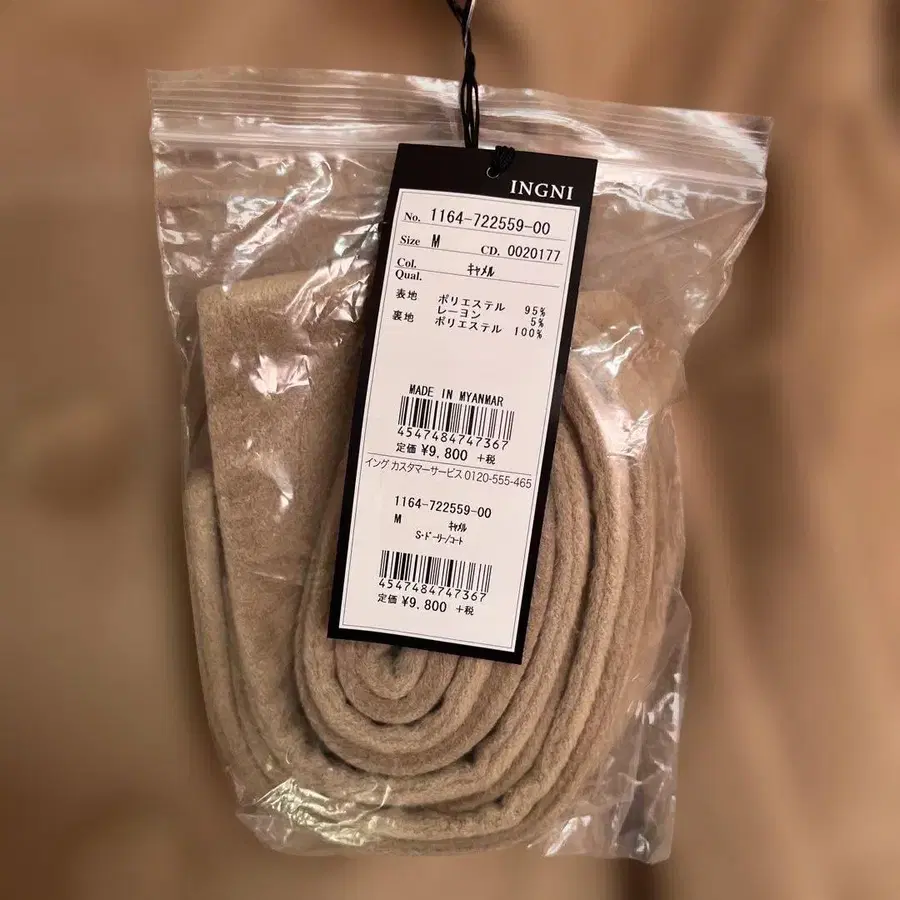 INGNI
No. 1164-722559-00
Size M CD. 0020177
Col. キャメル
Qual.
表地 ポリエステル 95%
レーヨン 5%
裏地 ポリエステル 100%
MADE IN MYANMAR
4547484747367
定価 ¥9,800 +税
イング カスタマーサービス 0120-555-465
1164-722559-00
M キャメル
S・ドーリー/コート
4547484747367
定価 ¥9,800 +税